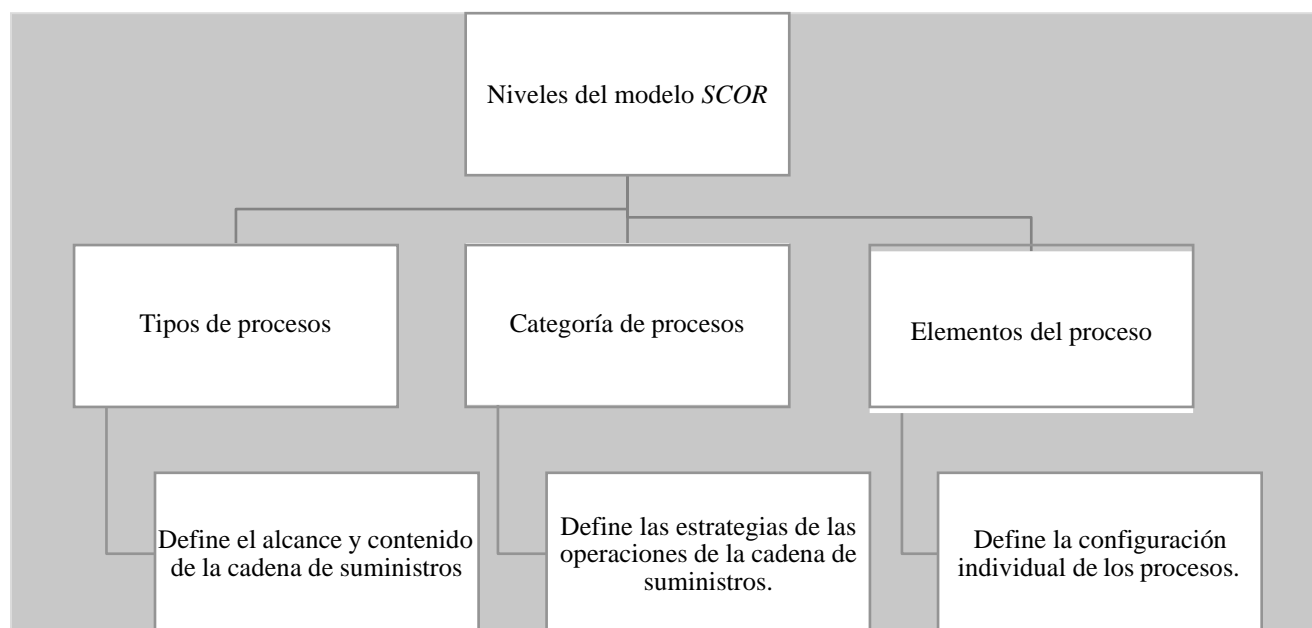 Niveles del modelo SCOR
Tipos de procesos
Categoría de procesos
Elementos del proceso
Define el alcance y contenido
de la cadena de suministros
Define las estrategias de las
operaciones de la cadena de
suministros.
Define la configuración
individual de los procesos.